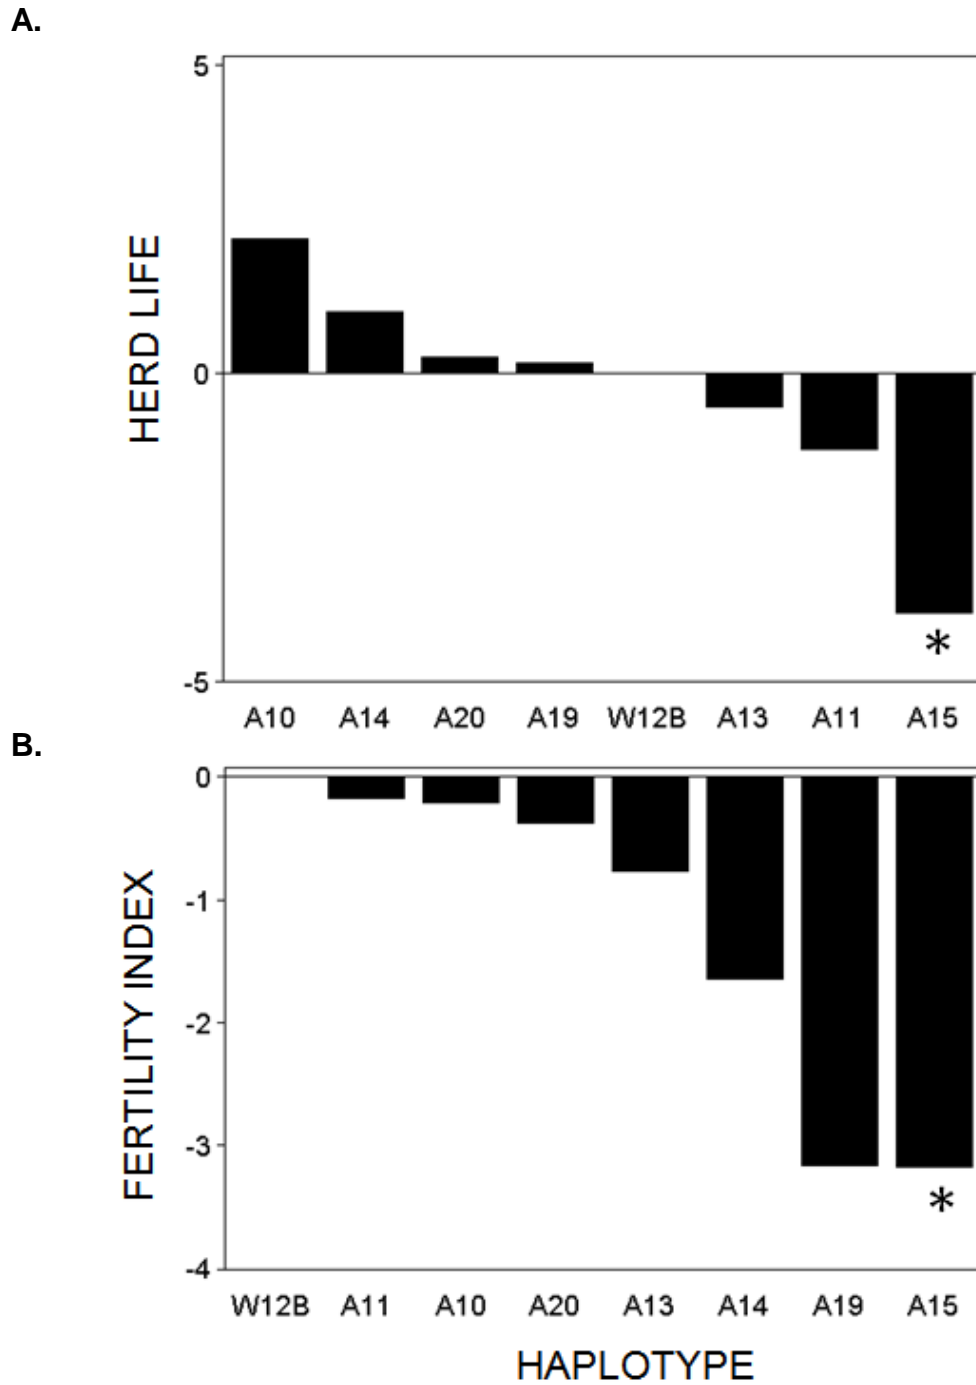 A.
HERD LIFE
5
0
-5
A10 A14 A20 A19 W12B A13 A11 A15
*
B.
FERTILITY INDEX
0
-1
-2
-3
-4
*
W12B A11 A10 A20 A13 A14 A19 A15
HAPLOTYPE